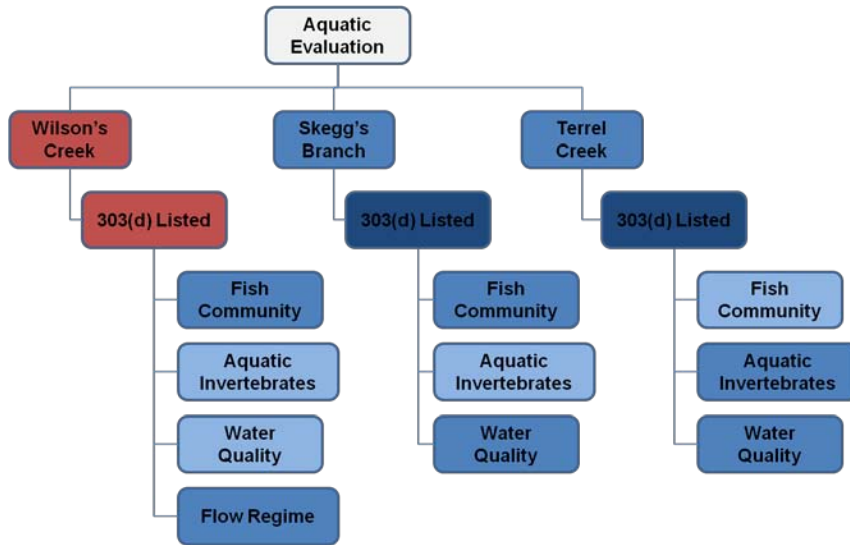 Aquatic
Evaluation
Wilson's
Creek
Skegg's
Branch
Terrel
Creek
303(d) Listed
303(d) Listed
303(d) Listed
Fish
Community
Fish
Community
Fish
Community
Aquatic
Invertebrates
Aquatic
Invertebrates
Aquatic
Invertebrates
Water
Quality
Water
Quality
Water
Quality
Flow Regime